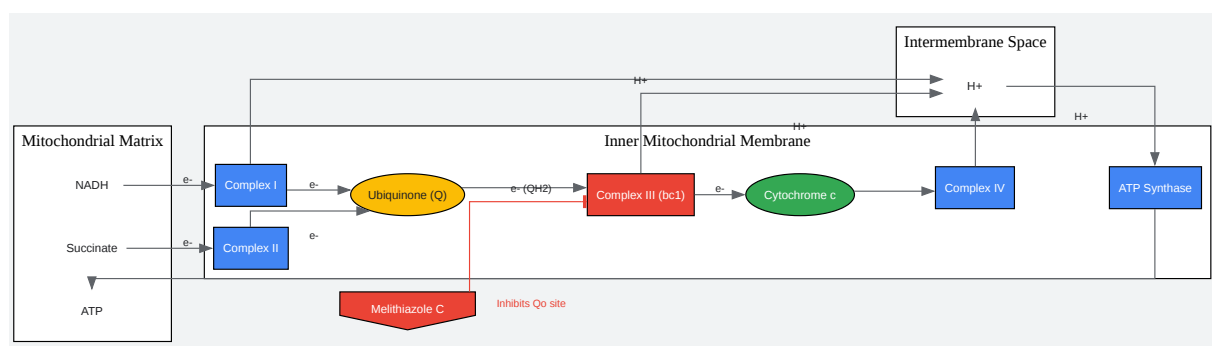 Intermembrane Space
H+
H+
H+
H+
Mitochondrial Matrix
Inner Mitochondrial Membrane
NADH
e-
Complex I
e-
Ubiquinone (Q)
e- (QH2)
Complex III (bc1)
e-
Cytochrome c
Complex IV
ATP Synthase
Succinate
e-
Complex II
e-
ATP
Melithiazole C
Inhibits Qo site